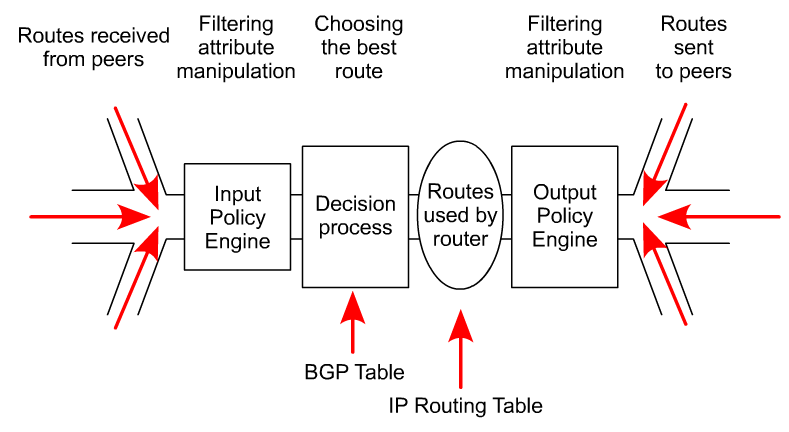 Routes received
from peers
Filtering
attribute
manipulation
Choosing
the best
route
Filtering
attribute
manipulation
Routes
sent
to peers
Input
Policy
Engine
Decision
process
Routes
used by
router
Output
Policy
Engine
BGP Table
IP Routing Table